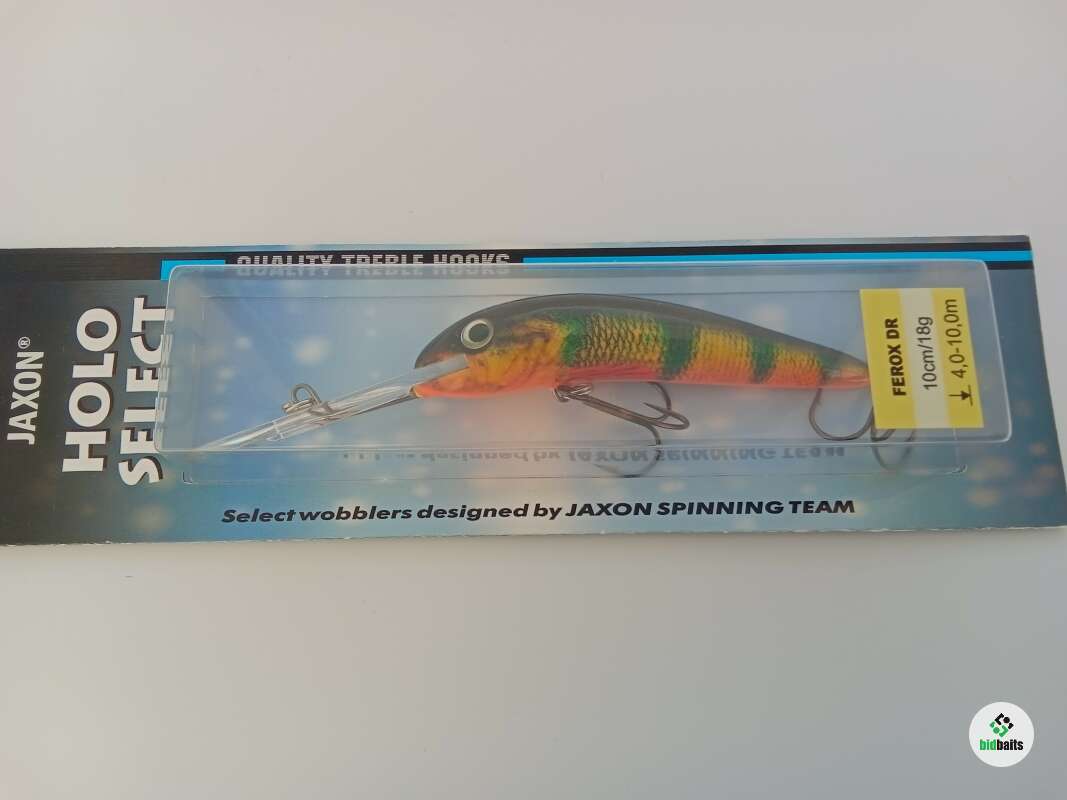 JAXON®
HOLO
SELECT
QUALITY TREBLE HOOKS
FEROX DR
10cm/18g
4,0-10,0m
Select wobblers designed by JAXON SPINNING TEAM
bidbaits